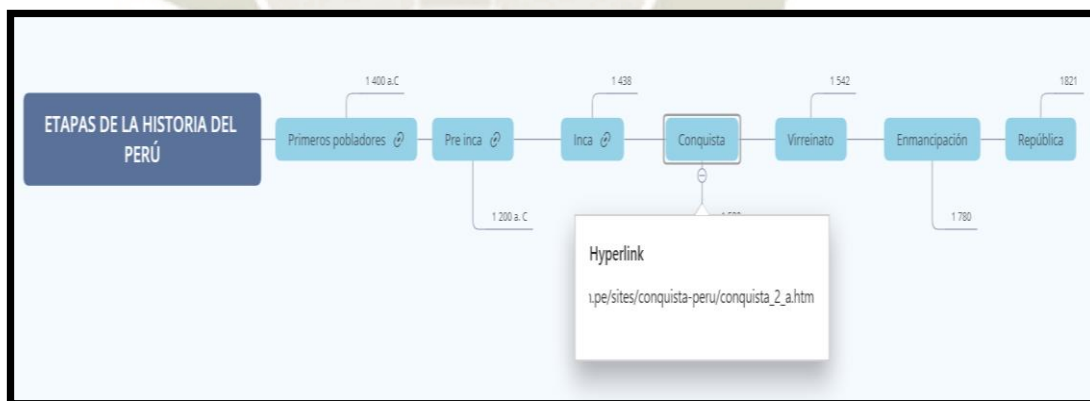 1 400 a.C
1 438
1 542
1821
ETAPAS DE LA HISTORIA DEL
PERÚ
Primeros pobladores
Pre inca
Inca
Conquista
Virreinato
Enmancipación
República
1 200 a. C
1 780
Hyperlink
.pe/sites/conquista-peru/conquista_2_a.htm